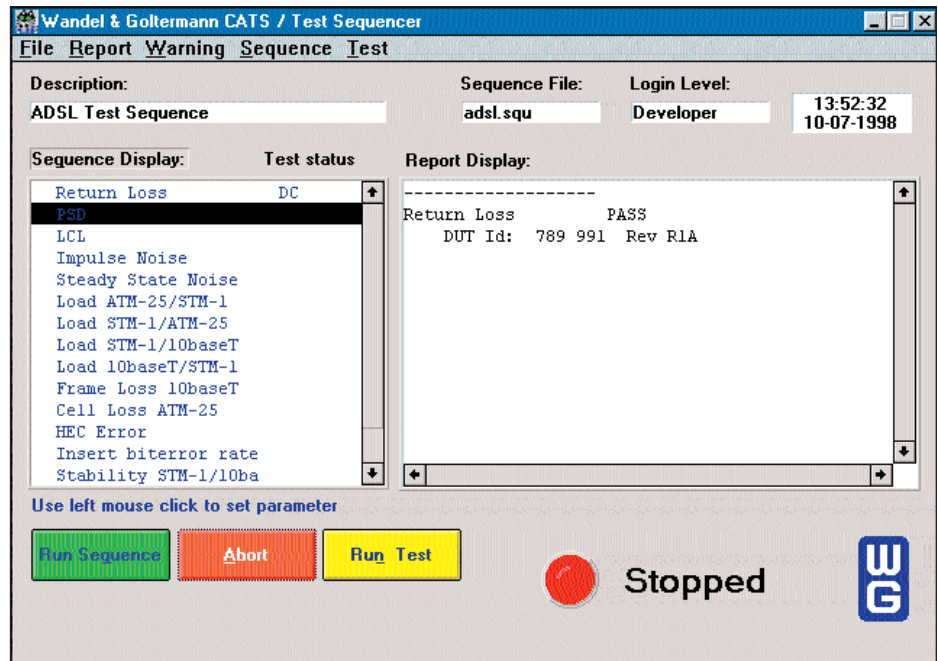 Wandel & Goltermann CATS / Test Sequencer
File Report Warning Sequence Test
Description: Sequence File: Login Level:
ADSL Test Sequence adsl.squ Developer
13:52:32
10-07-1998
Sequence Display: Test status
Return Loss DC
PSD
LCL
Impulse Noise
Steady State Noise
Load ATM-25/STM-1
Load STM-1/ATM-25
Load STM-1/10baseT
Load 10baseT/STM-1
Frame Loss 10baseT
Cell Loss ATM-25
HEC Error
Insert biterror rate
Stability STM-1/10ba
Report Display:
-------------------
Return Loss PASS
DUT Id: 789 991 Rev R1A
Use left mouse click to set parameter
Run Sequence Abort Run Test
Stopped
WG